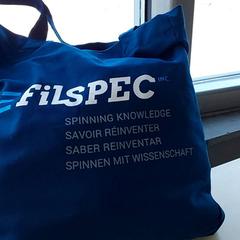 FilSPEC INC.
SPINNING KNOWLEDGE
SAVOIR RÉINVENTER
SABER REINVENTAR
SPINNEN MIT WISSENSCHAFT